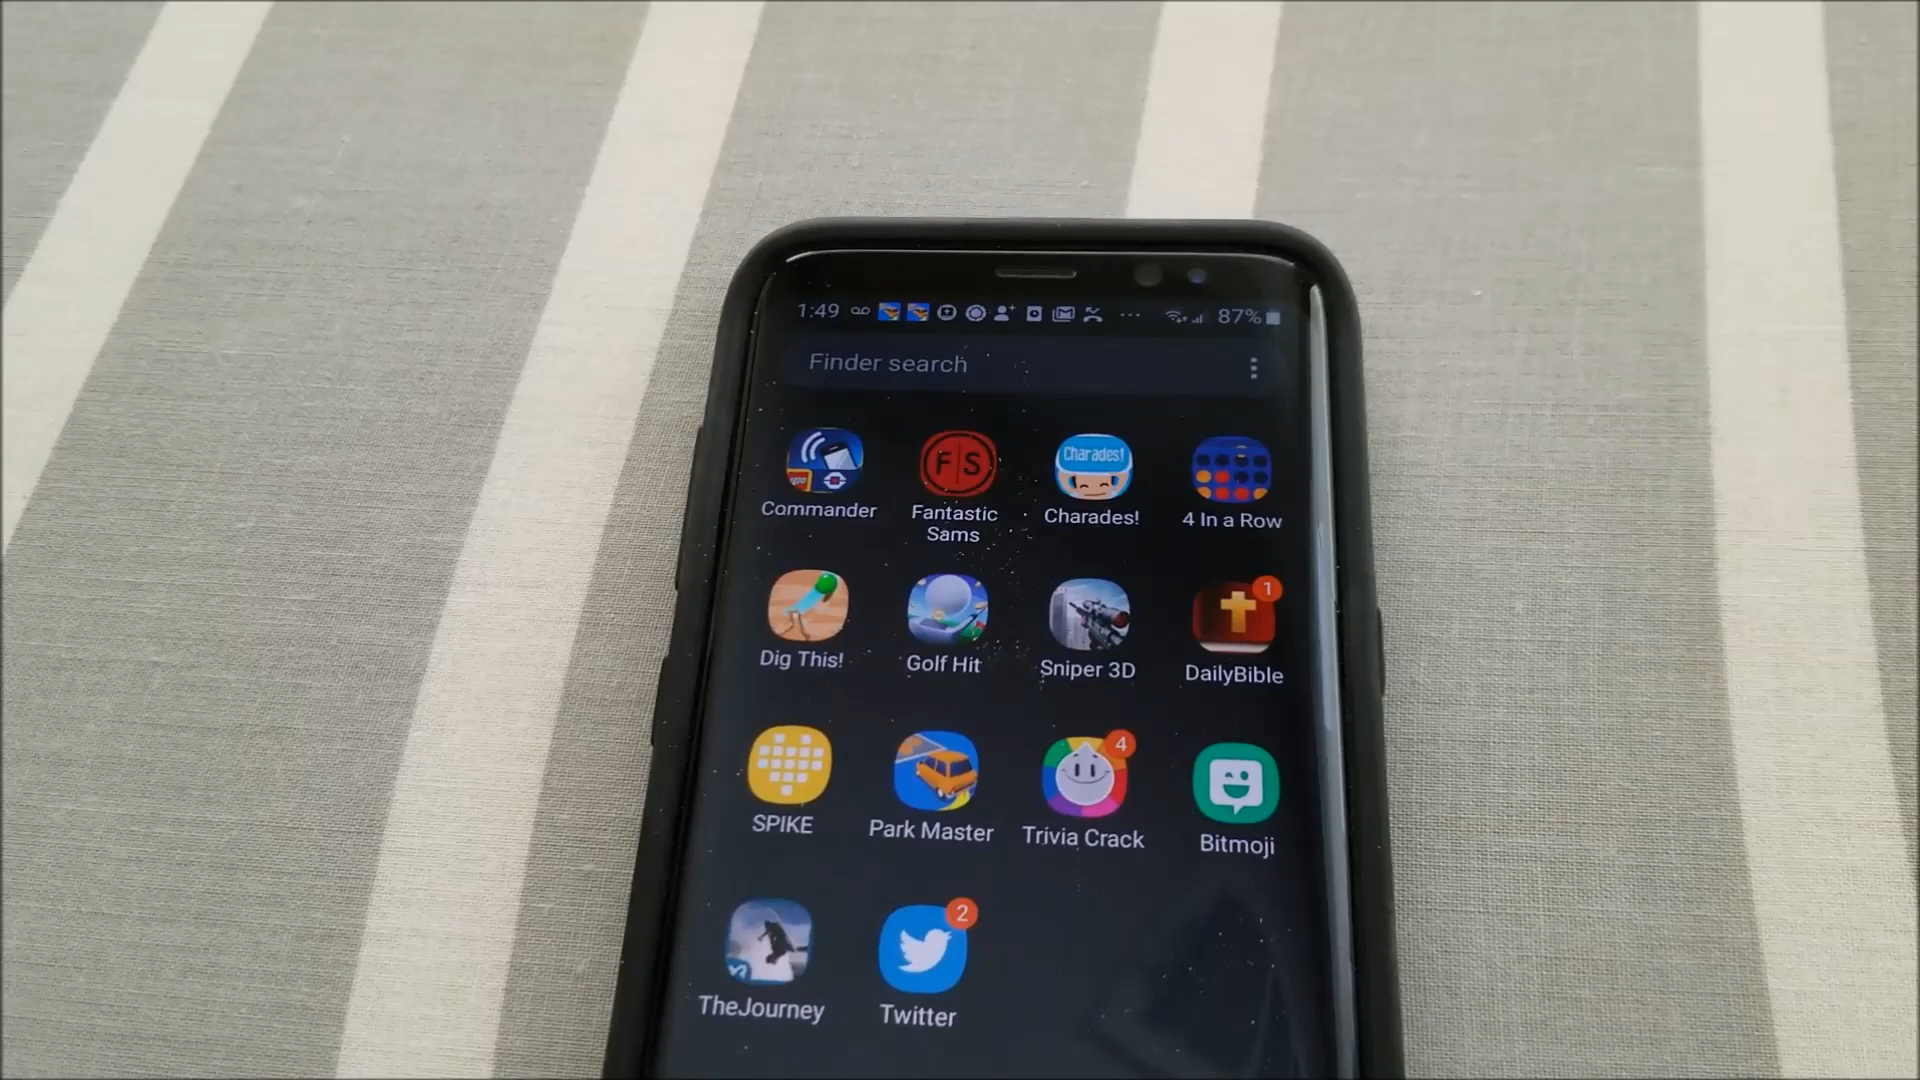 1:49 87%
Finder search
LEGO
FS
Charades!
Commander
Fantastic
Sams
Charades!
4 In a Row
1
Dig This!
Golf Hit
Sniper 3D
DailyBible
4
SPIKE
Park Master
Trivia Crack
Bitmoji
2
TheJourney
Twitter